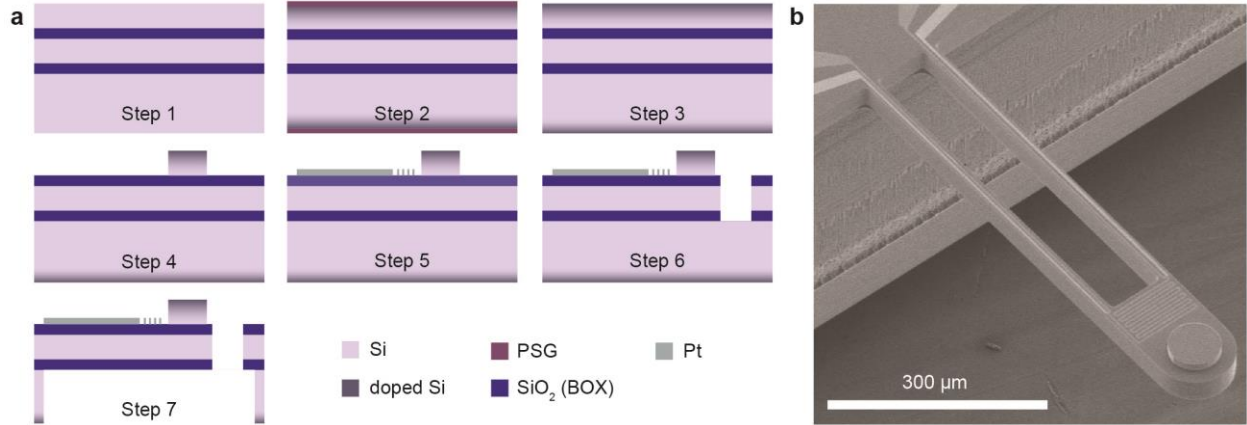 a
Step 1
Step 2
Step 3
Step 4
Step 5
Step 6
Step 7
Si
PSG
Pt
doped Si
SiO₂ (BOX)
b
300 µm